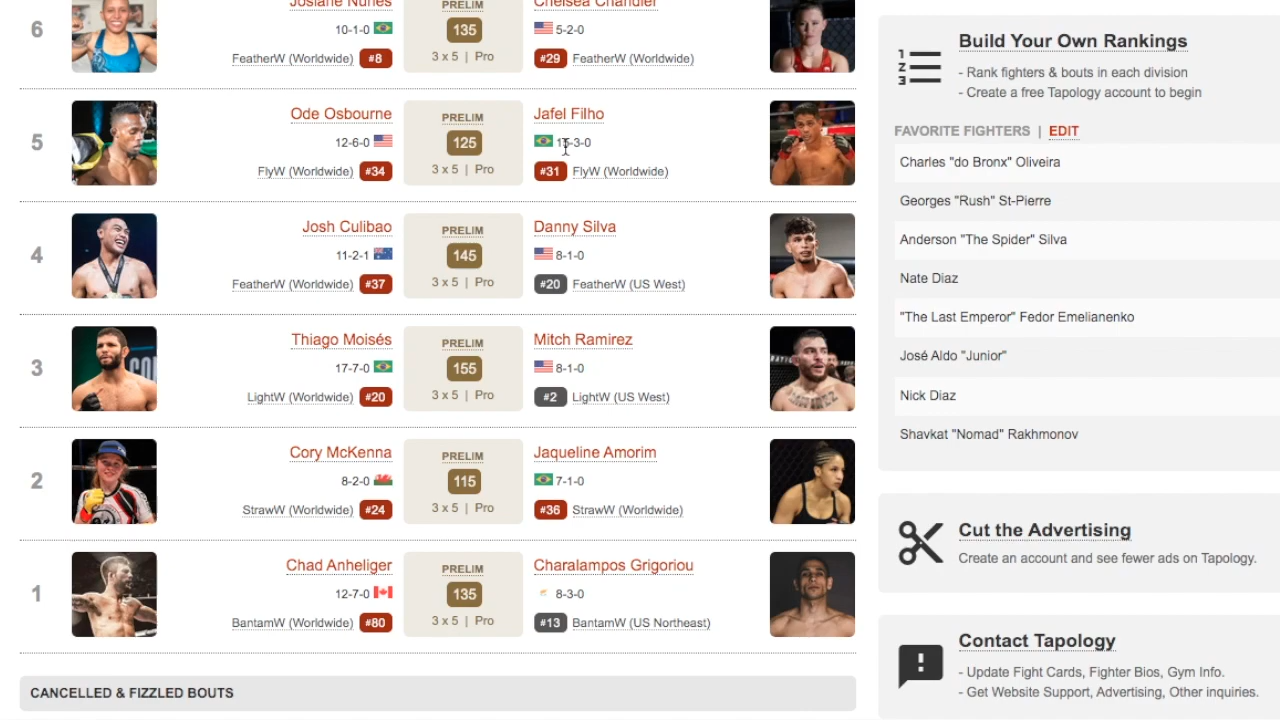 6
Josiane Nunes
10-1-0
FeatherW (Worldwide) #8
PRELIM
135
3 x 5 | Pro
Chelsea Chandler
5-2-0
#29 FeatherW (Worldwide)
5
Ode Osbourne
12-6-0
FlyW (Worldwide) #34
PRELIM
125
3 x 5 | Pro
Jafel Filho
15-3-0
#31 FlyW (Worldwide)
4
Josh Culibao
11-2-1
FeatherW (Worldwide) #37
PRELIM
145
3 x 5 | Pro
Danny Silva
8-1-0
#20 FeatherW (US West)
3
Thiago Moisés
17-7-0
LightW (Worldwide) #20
PRELIM
155
3 x 5 | Pro
Mitch Ramirez
8-1-0
#2 LightW (US West)
2
Cory McKenna
8-2-0
StrawW (Worldwide) #24
PRELIM
115
3 x 5 | Pro
Jaqueline Amorim
7-1-0
#36 StrawW (Worldwide)
1
Chad Anheliger
12-7-0
BantamW (Worldwide) #80
PRELIM
135
3 x 5 | Pro
Charalampos Grigoriou
8-3-0
#13 BantamW (US Northeast)
CANCELLED & FIZZLED BOUTS
Build Your Own Rankings
- Rank fighters & bouts in each division
- Create a free Tapology account to begin
FAVORITE FIGHTERS | EDIT
Charles "do Bronx" Oliveira
Georges "Rush" St-Pierre
Anderson "The Spider" Silva
Nate Diaz
"The Last Emperor" Fedor Emelianenko
José Aldo "Junior"
Nick Diaz
Shavkat "Nomad" Rakhmonov
Cut the Advertising
Create an account and see fewer ads on Tapology.
Contact Tapology
- Update Fight Cards, Fighter Bios, Gym Info.
- Get Website Support, Advertising, Other inquiries.